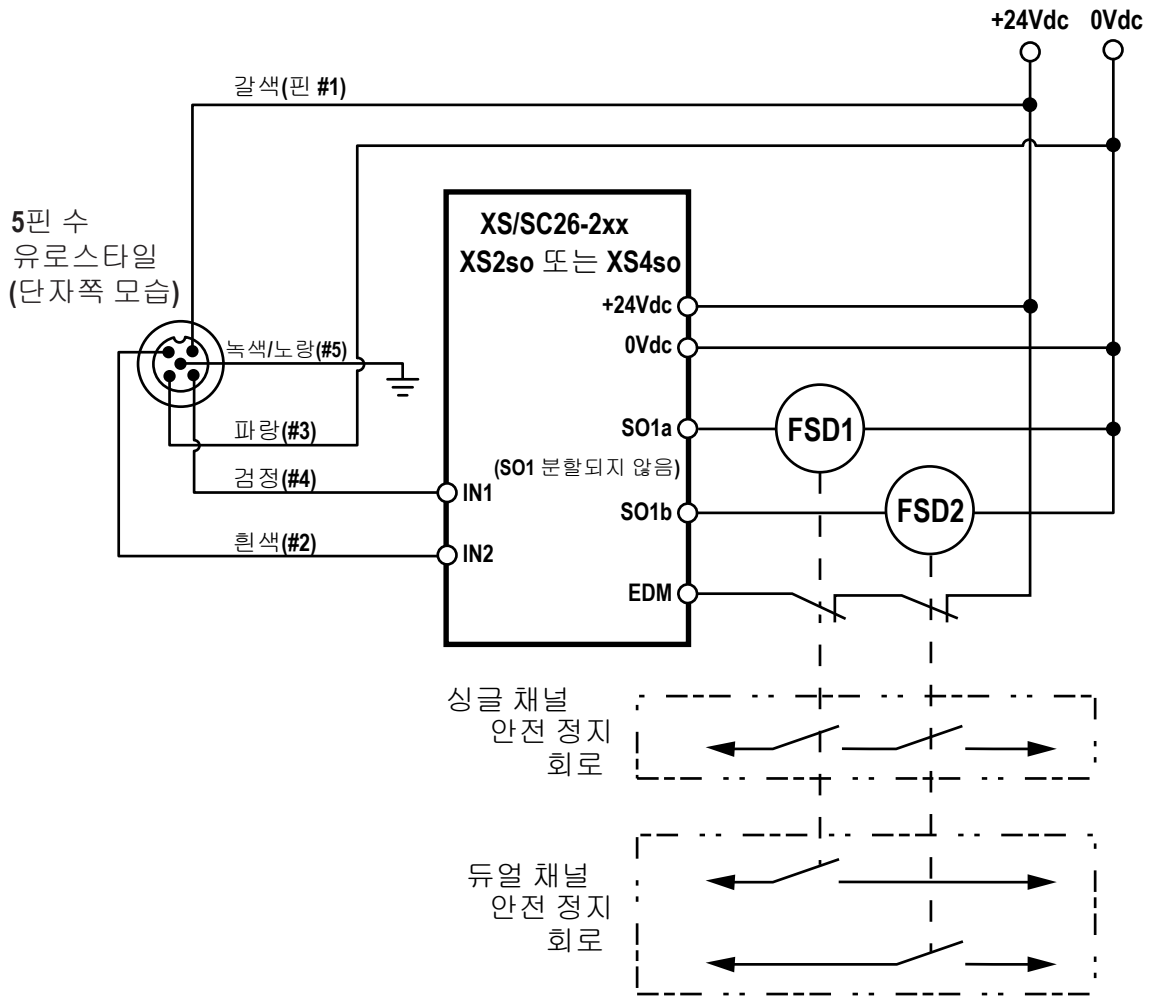 +24Vdc 0Vdc
갈색(핀 #1)
5핀 수
유로스타일
(단자쪽 모습)
XS/SC26-2xx
XS2so 또는 XS4so
+24Vdc
0Vdc
녹색/노랑(#5)
파랑(#3)
SO1a
FSD1
(SO1 분할되지 않음)
검정(#4)
IN1
SO1b
FSD2
흰색(#2)
IN2
EDM
싱글 채널
안전 정지
회로
듀얼 채널
안전 정지
회로